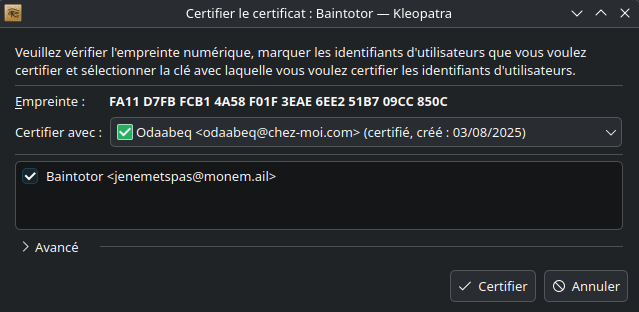 Certifier le certificat : Baintotor — Kleopatra
Veuillez vérifier l'empreinte numérique, marquer les identifiants d'utilisateurs que vous voulez
certifier et sélectionner la clé avec laquelle vous voulez certifier les identifiants d'utilisateurs.
Empreinte : FA11 D7FB FCB1 4A58 F01F 3EAE 6EE2 51B7 09CC 850C
Certifier avec : Odaabeq <odaabeq@chez-moi.com> (certifié, créé : 03/08/2025)
Baintotor <jenemetspas@monem.ail>
Avancé
Certifier Annuler